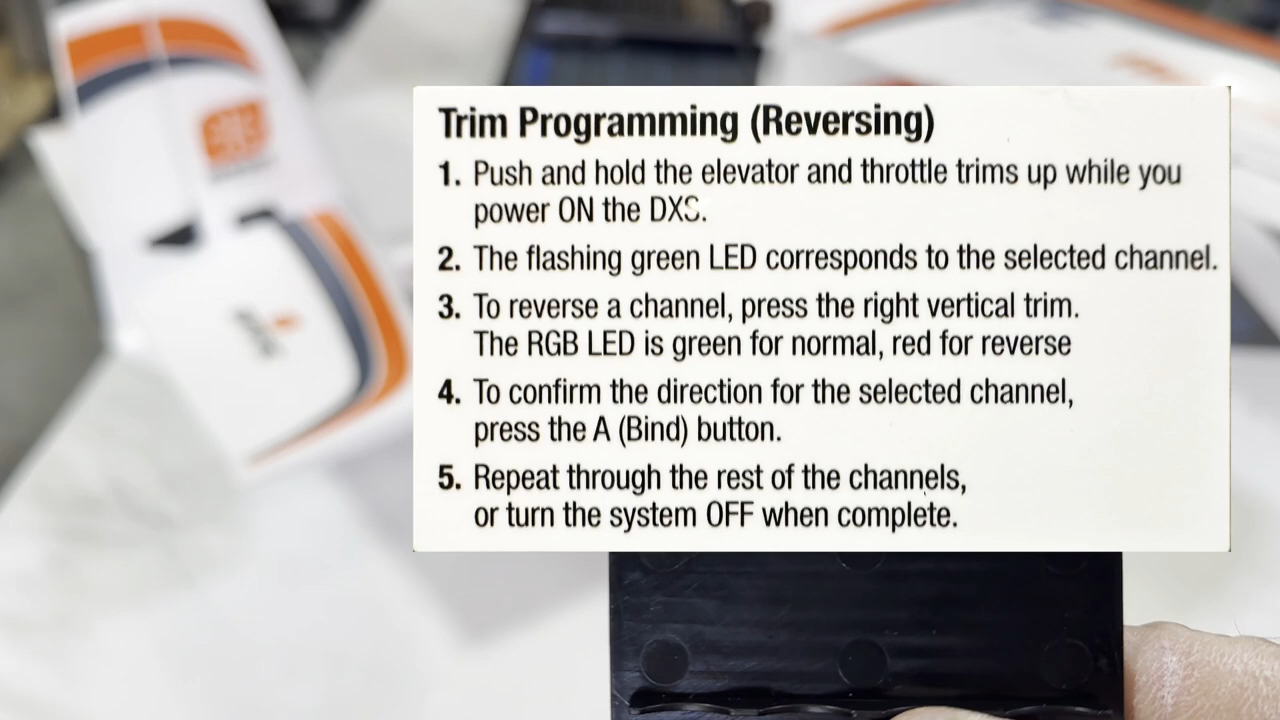 Trim Programming (Reversing)
1. Push and hold the elevator and throttle trims up while you
power ON the DXS.
2. The flashing green LED corresponds to the selected channel.
3. To reverse a channel, press the right vertical trim.
The RGB LED is green for normal, red for reverse
4. To confirm the direction for the selected channel,
press the A (Bind) button.
5. Repeat through the rest of the channels,
or turn the system OFF when complete.